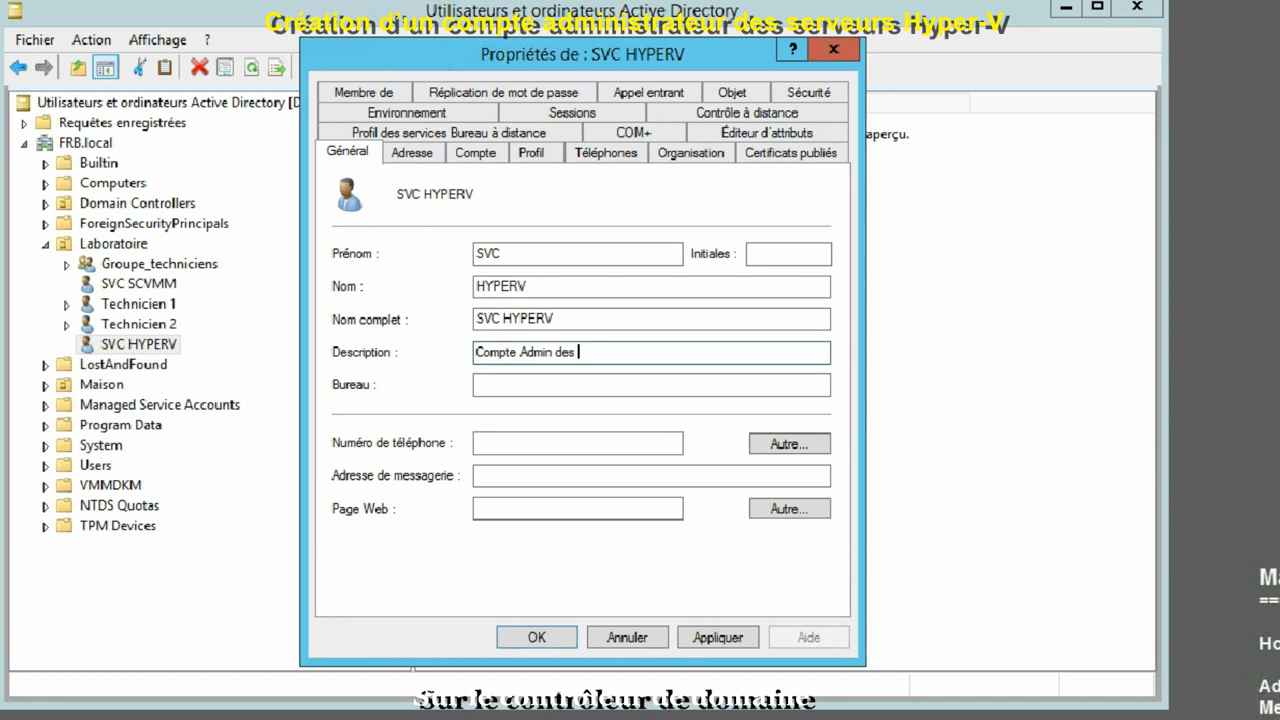 Utilisateurs et ordinateurs Active Directory
Création d'un compte administrateur des serveurs Hyper-V
Fichier Action Affichage ?
Propriétés de : SVC HYPERV
? x
Membre de Réplication de mot de passe Appel entrant Objet Sécurité
Environnement Sessions Contrôle à distance
Profil des services Bureau à distance COM+ Éditeur d'attributs
Général Adresse Compte Profil Téléphones Organisation Certificats publiés
Utilisateurs et ordinateurs Active Directory [D
Requêtes enregistrées
FRB.local
Builtin
Computers
Domain Controllers
ForeignSecurityPrincipals
Laboratoire
Groupe_techniciens
SVC SCVMM
Technicien 1
Technicien 2
SVC HYPERV
LostAndFound
Maison
Managed Service Accounts
Program Data
System
Users
VMMDKM
NTDS Quotas
TPM Devices
SVC HYPERV
Prénom : SVC Initiales :
Nom : HYPERV
Nom complet : SVC HYPERV
Description : Compte Admin des
Bureau :
Numéro de téléphone : Autre...
Adresse de messagerie :
Page Web : Autre...
OK Annuler Appliquer Aide
aperçu.
Ma
==
Ho
Ad
Me
Sur le contrôleur de domaine